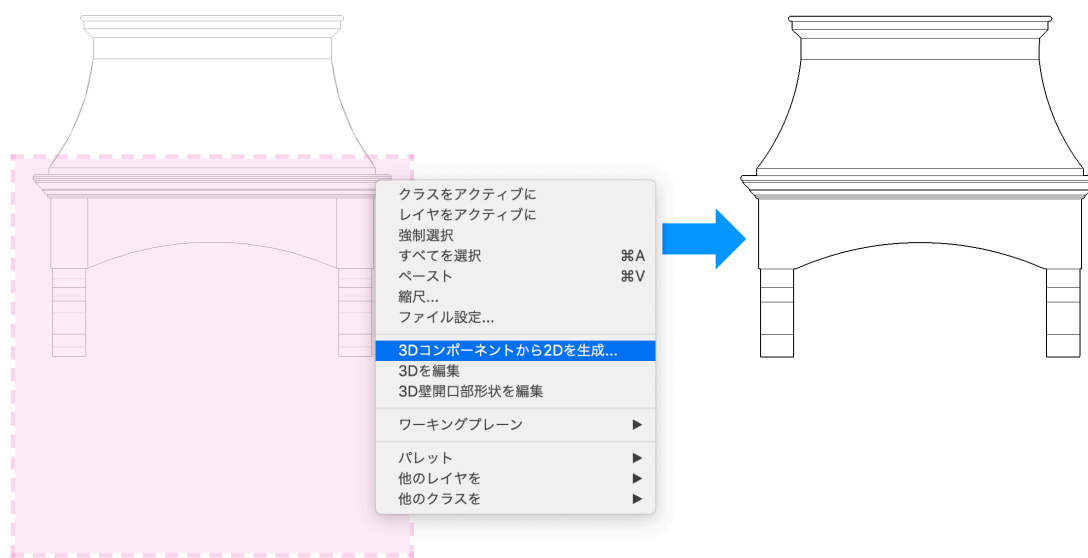 クラスをアクティブに
レイヤをアクティブに
強制選択
すべてを選択 ⌘A
ペースト ⌘V
縮尺...
ファイル設定...
3Dコンポーネントから2Dを生成...
3Dを編集
3D壁開口部形状を編集
ワーキングプレーン ▶
パレット ▶
他のレイヤを ▶
他のクラスを ▶